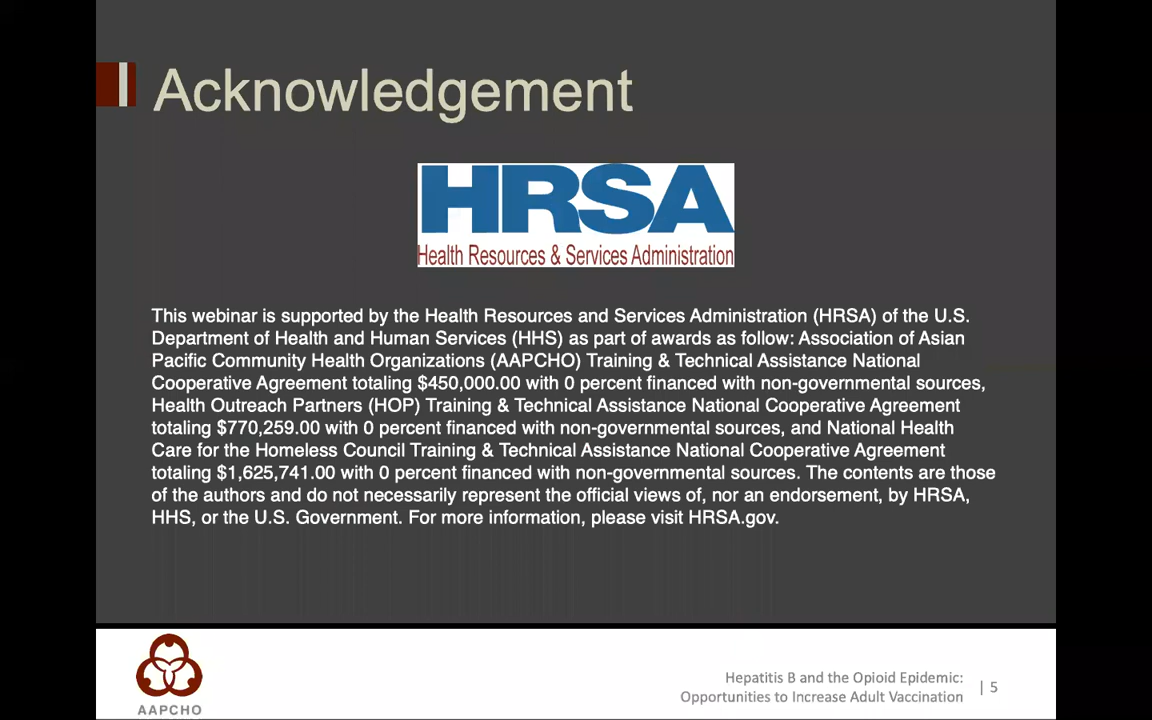 Acknowledgement
HRSA
Health Resources & Services Administration
This webinar is supported by the Health Resources and Services Administration (HRSA) of the U.S.
Department of Health and Human Services (HHS) as part of awards as follow: Association of Asian
Pacific Community Health Organizations (AAPCHO) Training & Technical Assistance National
Cooperative Agreement totaling $450,000.00 with 0 percent financed with non-governmental sources,
Health Outreach Partners (HOP) Training & Technical Assistance National Cooperative Agreement
totaling $770,259.00 with 0 percent financed with non-governmental sources, and National Health
Care for the Homeless Council Training & Technical Assistance National Cooperative Agreement
totaling $1,625,741.00 with 0 percent financed with non-governmental sources. The contents are those
of the authors and do not necessarily represent the official views of, nor an endorsement, by HRSA,
HHS, or the U.S. Government. For more information, please visit HRSA.gov.
AAPCHO
Hepatitis B and the Opioid Epidemic:
Opportunities to Increase Adult Vaccination
| 5